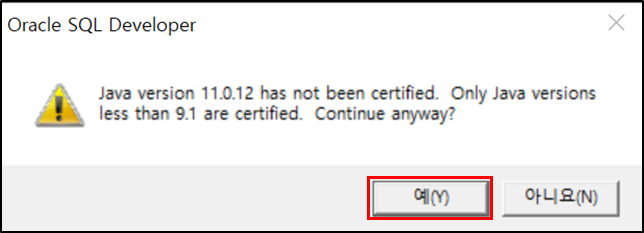 Oracle SQL Developer
Java version 11.0.12 has not been certified.  Only Java versions
less than 9.1 are certified.  Continue anyway?
예(Y) 아니요(N)